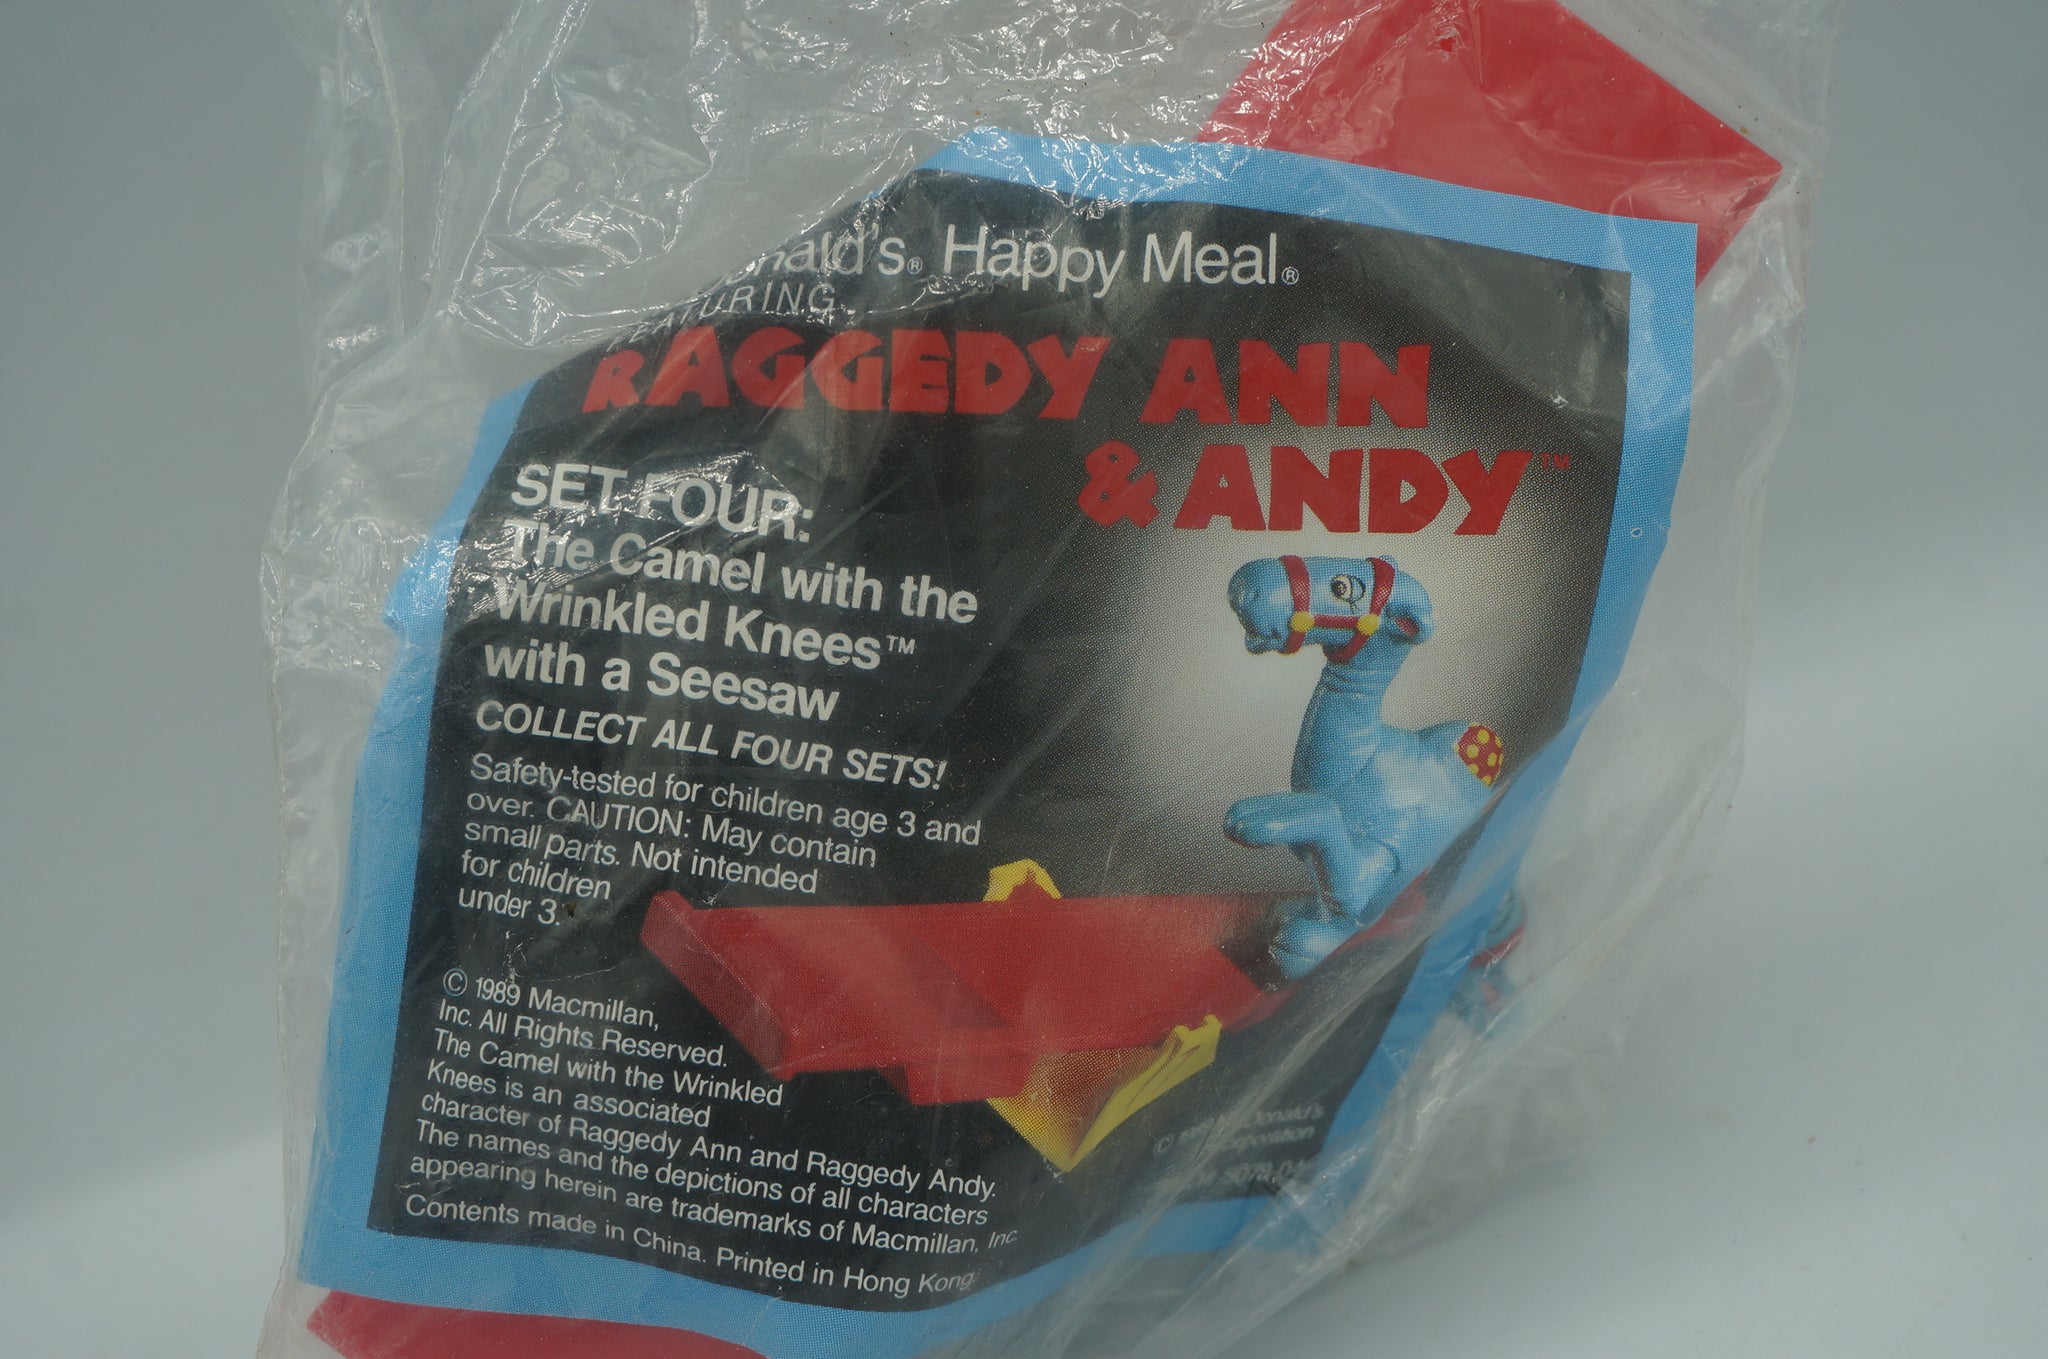 Happy Meal®
FEATURING
RAGGEDY ANN
& ANDY™
SET FOUR:
The Camel with the
Wrinkled Knees™
with a Seesaw
COLLECT ALL FOUR SETS!
Safety-tested for children age 3 and
over. CAUTION: May contain
small parts. Not intended
for children
under 3.
© 1989 Macmillan,
Inc. All Rights Reserved.
The Camel with the Wrinkled
Knees is an associated
character of Raggedy Ann and Raggedy Andy.
The names and the depictions of all characters
appearing herein are trademarks of Macmillan, Inc.
Contents made in China. Printed in Hong Kong